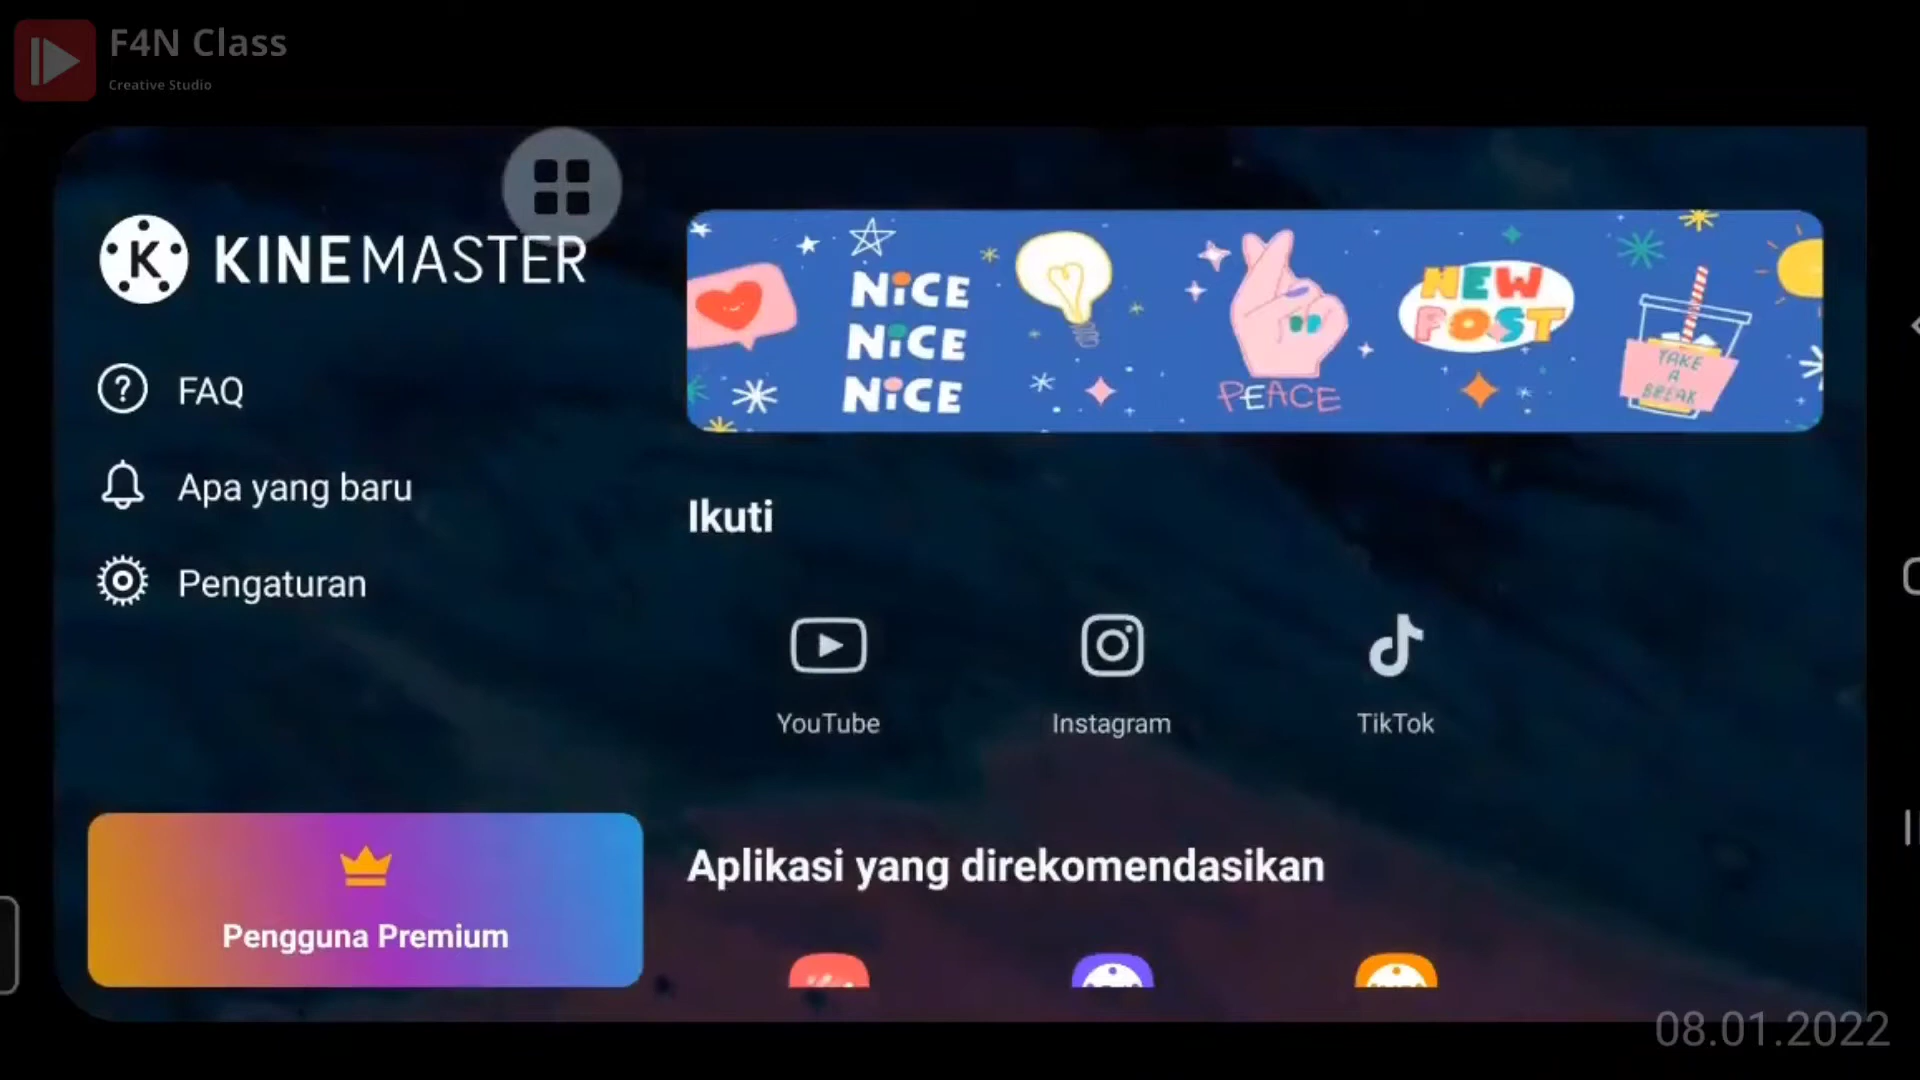 F4N Class
Creative Studio
KINEMASTER
FAQ
Apa yang baru
Pengaturan
Pengguna Premium
NiCE
NiCE
NiCE
PEACE
NEW
POST
TAKE
A
BREAK
Ikuti
YouTube
Instagram
TikTok
Aplikasi yang direkomendasikan
08.01.2022